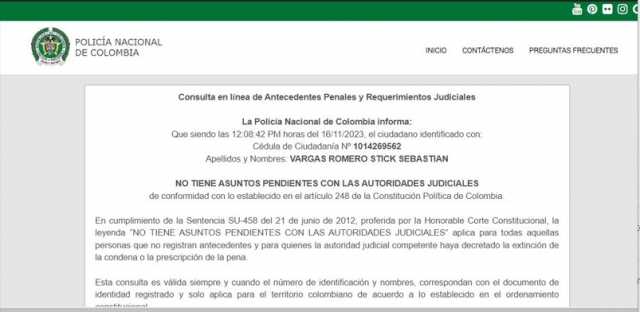 POLICÍA NACIONAL
DE COLOMBIA
INICIO CONTÁCTENOS PREGUNTAS FRECUENTES
Consulta en línea de Antecedentes Penales y Requerimientos Judiciales
La Policía Nacional de Colombia informa:
Que siendo las 12:08:42 PM horas del 16/11/2023, el ciudadano identificado con:
Cédula de Ciudadanía Nº 1014269562
Apellidos y Nombres: VARGAS ROMERO STICK SEBASTIAN
NO TIENE ASUNTOS PENDIENTES CON LAS AUTORIDADES JUDICIALES
de conformidad con lo establecido en el artículo 248 de la Constitución Política de Colombia.
En cumplimiento de la Sentencia SU-458 del 21 de junio de 2012, proferida por la Honorable Corte Constitucional, la
leyenda "NO TIENE ASUNTOS PENDIENTES CON LAS AUTORIDADES JUDICIALES" aplica para todas aquellas
personas que no registran antecedentes y para quienes la autoridad judicial competente haya decretado la extinción de
la condena o la prescripción de la pena.
Esta consulta es válida siempre y cuando el número de identificación y nombres, correspondan con el documento de
identidad registrado y solo aplica para el territorio colombiano de acuerdo a lo establecido en el ordenamiento
constitucional.